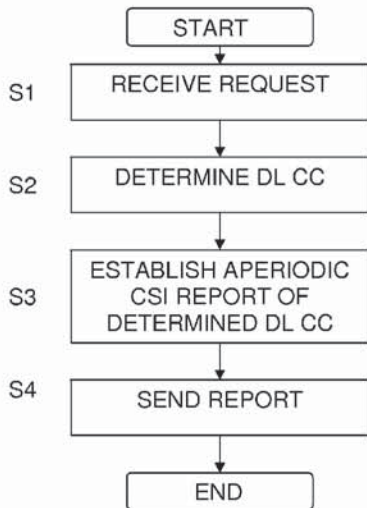 START
S1
RECEIVE REQUEST
S2
DETERMINE DL CC
S3
ESTABLISH APERIODIC
CSI REPORT OF
DETERMINED DL CC
S4
SEND REPORT
END